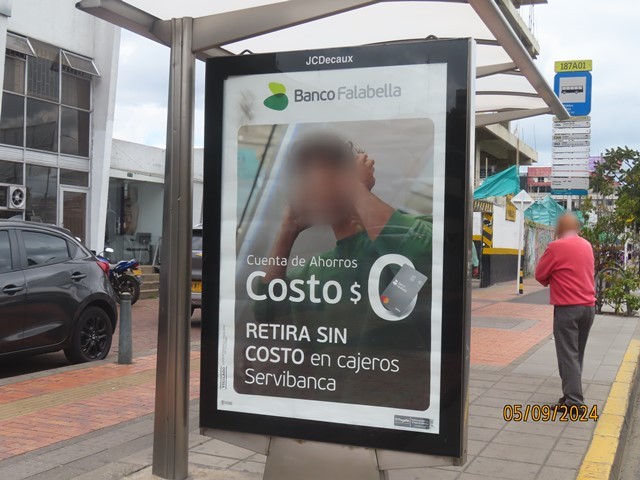 JCDecaux
Banco Falabella
Cuenta de Ahorros
Costo $0
RETIRA SIN
COSTO en cajeros
Servibanca
187A01
05/09/2024